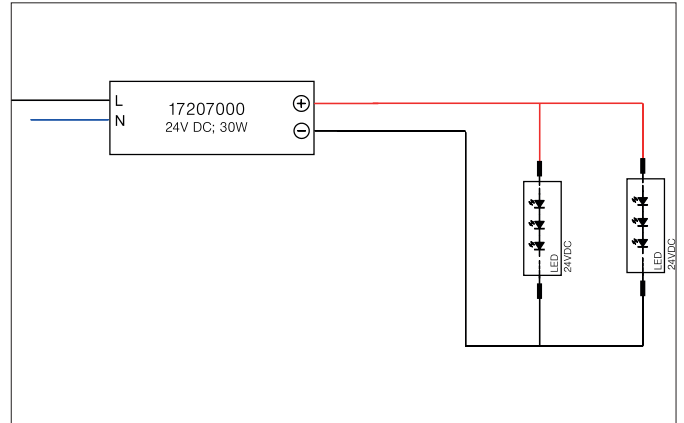 L
17207000
N
24V DC; 30W
+
−
LED
24VDC
LED
24VDC